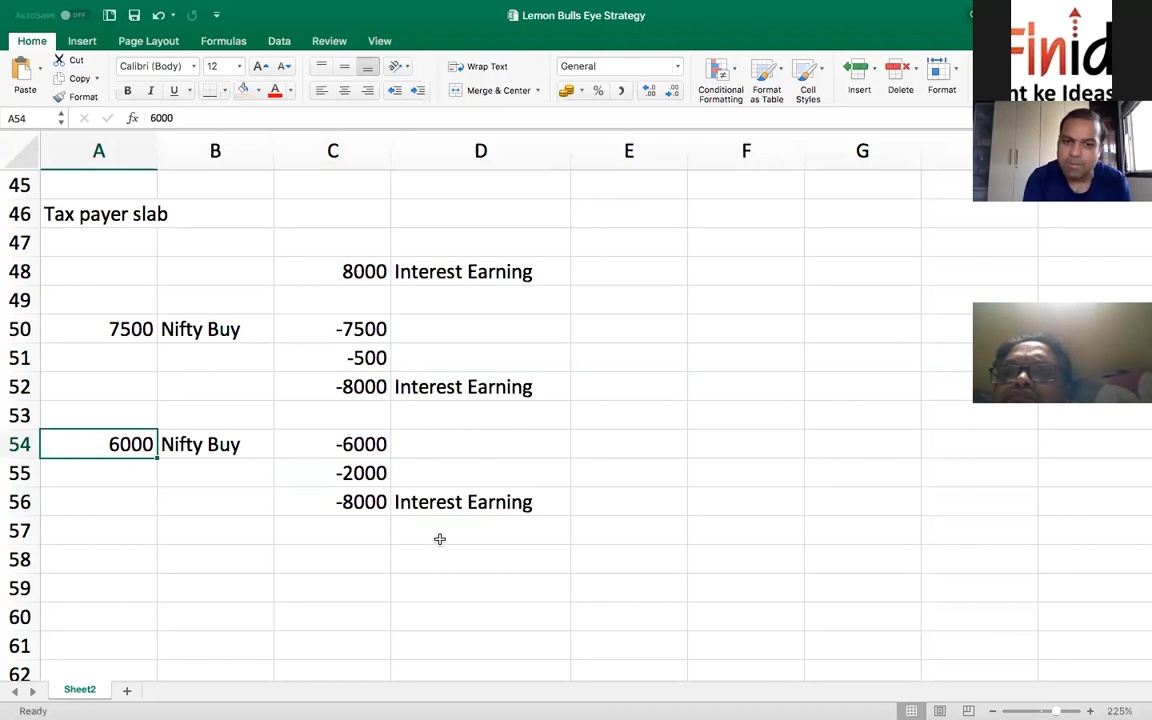 AutoSave OFF
Lemon Bulls Eye Strategy
Home Insert Page Layout Formulas Data Review View
Paste
Cut
Copy
Format
Calibri (Body) 12
A A
B I U A
Wrap Text
Merge & Center
General
%
Conditional Formatting
Format as Table
Cell Styles
Insert
Delete
Format
Finid
nt ke Ideas
A54 fx 6000
A B C D E F G
45
46 Tax payer slab
47
48 8000 Interest Earning
49
50 7500 Nifty Buy -7500
51 -500
52 -8000 Interest Earning
53
54 6000 Nifty Buy -6000
55 -2000
56 -8000 Interest Earning
57
58
59
60
61
62
Sheet2
Ready
225%